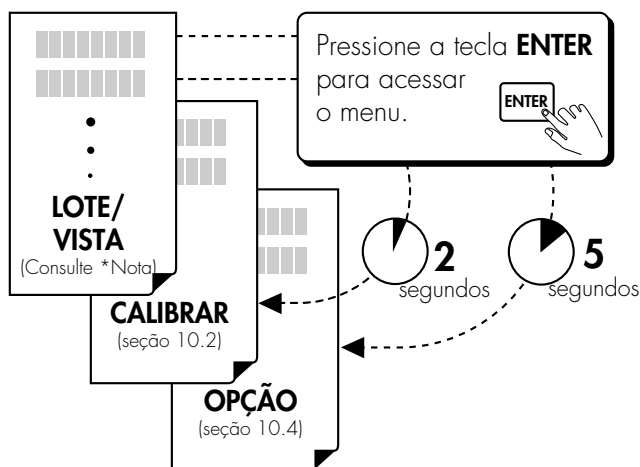 Pressione a tecla ENTER
para acessar
o menu.
ENTER
LOTE/
VISTA
(Consulte *Nota)
2
segundos
5
segundos
CALIBRAR
(seção 10.2)
OPÇÃO
(seção 10.4)